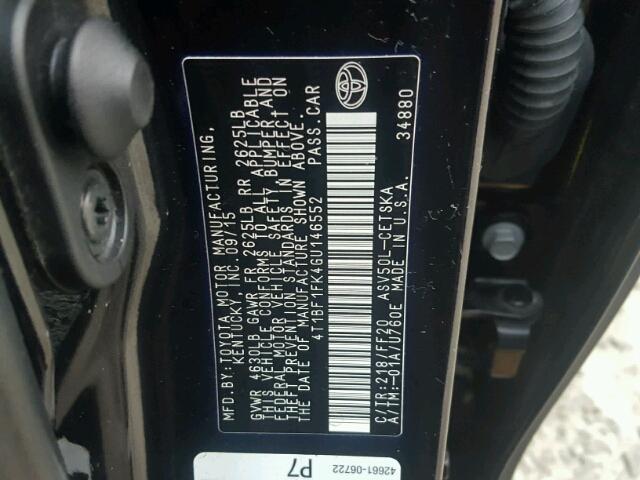 MFD.BY:TOYOTA MOTOR MANUFACTURING,
KENTUCKY, INC. 09/15
GVWR 4630LB GAWR FR 2625LB RR 2625LB
THIS VEHICLE CONFORMS TO ALL APPLICABLE
FEDERAL MOTOR VEHICLE SAFETY BUMPER AND
THEFT PREVENTION STANDARDS IN EFFECT ON
THE DATE OF MANUFACTURE SHOWN ABOVE.
4T1BF1FK4GU146552 PASS.CAR
C/TR:218/FF20 ASV50L-CETSKA
A/TM:-01A/U760E MADE IN U.S.A. 34880
42661-06722
P7